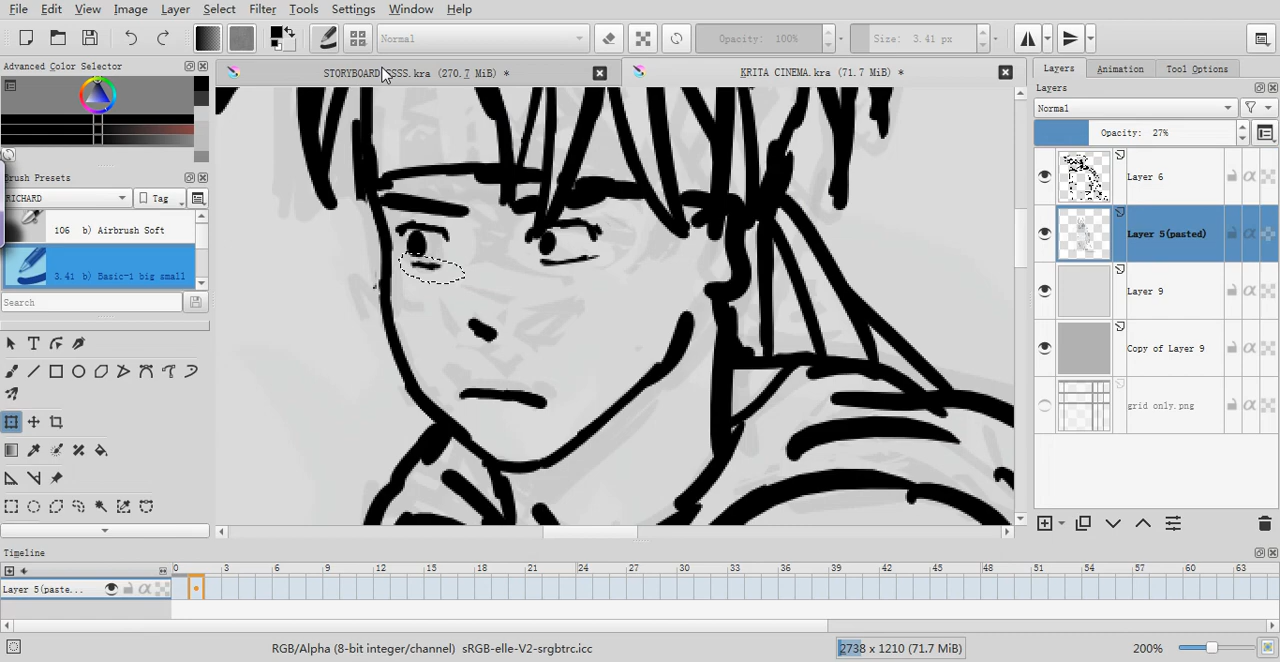 File Edit View Image Layer Select Filter Tools Settings Window Help
Normal Opacity: 100% Size: 3.41 px
Advanced Color Selector
(270.7 MiB) *
KRITA CINEMA.kra (71.7 MiB) *
Layers Animation Tool Options
Layers
Normal
Opacity: 27%
Layer 6
Layer 5(pasted)
Layer 9
Copy of Layer 9
grid only.png
Brush Presets
RICHARD Tag
106 b) Airbrush Soft
3.41 b) Basic-1 big small
Search
Timeline
0 3 6 9 12 15 18 21 24 27 30 33 36 39 42 45 48 51 54 57 60 63
Layer 5(paste...
RGB/Alpha (8-bit integer/channel) sRGB-elle-V2-srgbtrc.icc
2738 x 1210 (71.7 MiB)
200%